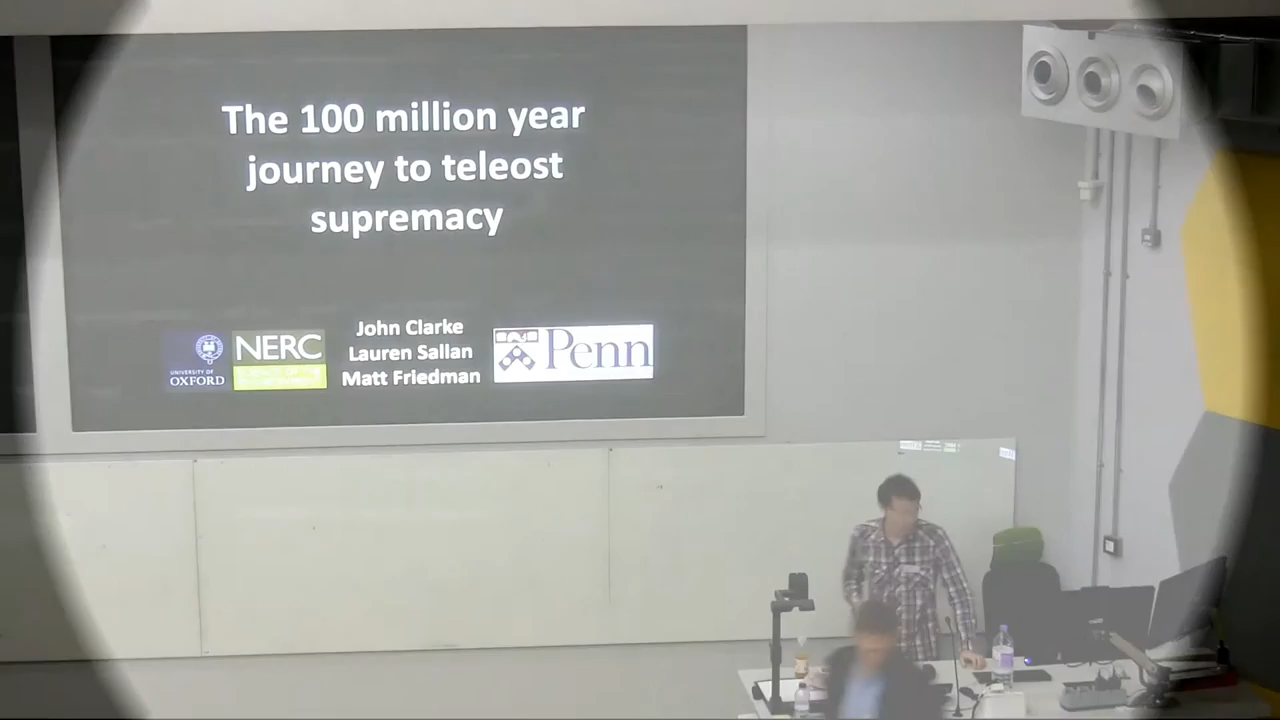 The 100 million year
journey to teleost
supremacy
John Clarke
Lauren Sallan
Matt Friedman
UNIVERSITY OF
OXFORD
NERC
Penn